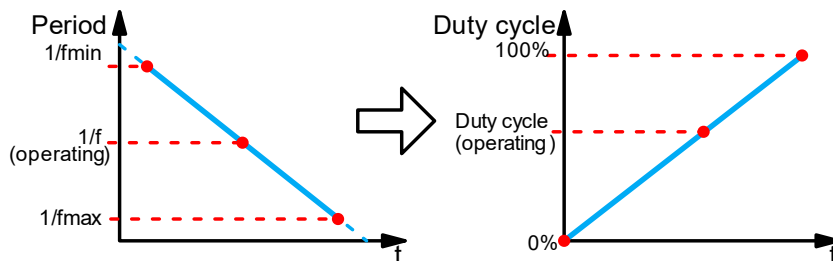 Period
1/fmin
1/f
(operating)
1/fmax
t
Duty cycle
100%
Duty cycle
(operating)
0%
t